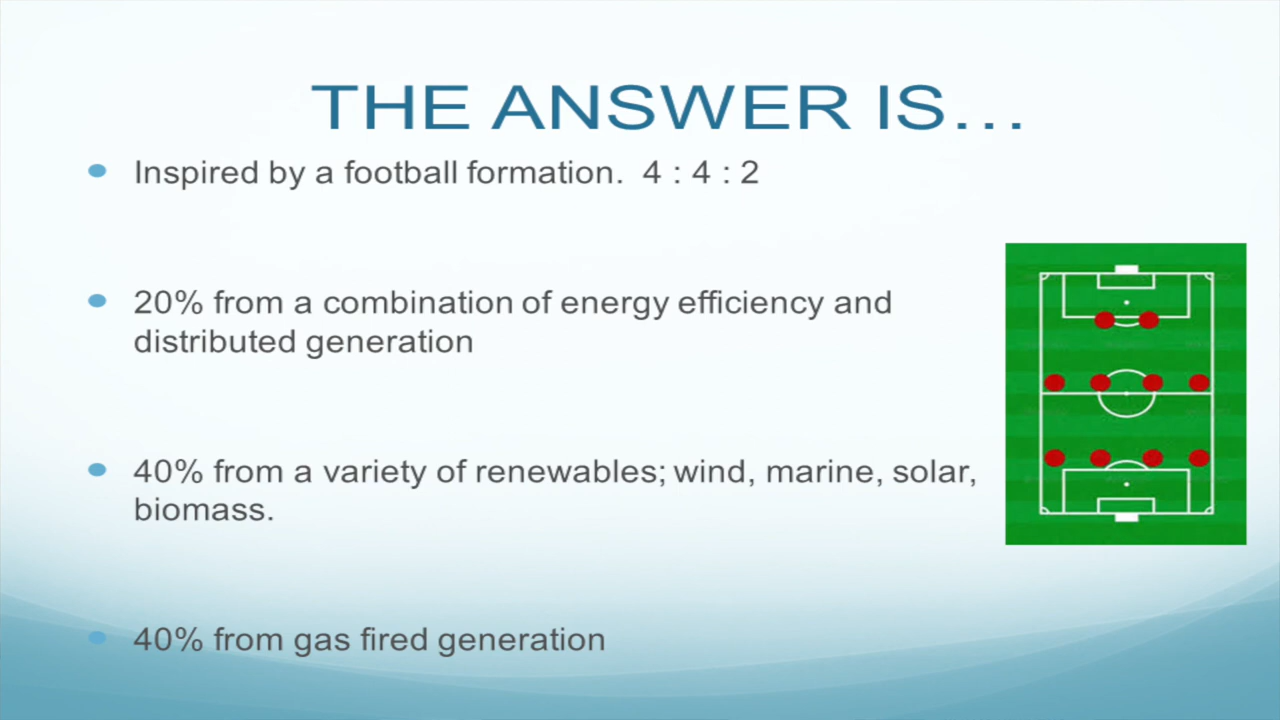 THE ANSWER IS…
Inspired by a football formation.  4 : 4 : 2
20% from a combination of energy efficiency and
distributed generation
40% from a variety of renewables; wind, marine, solar,
biomass.
40% from gas fired generation